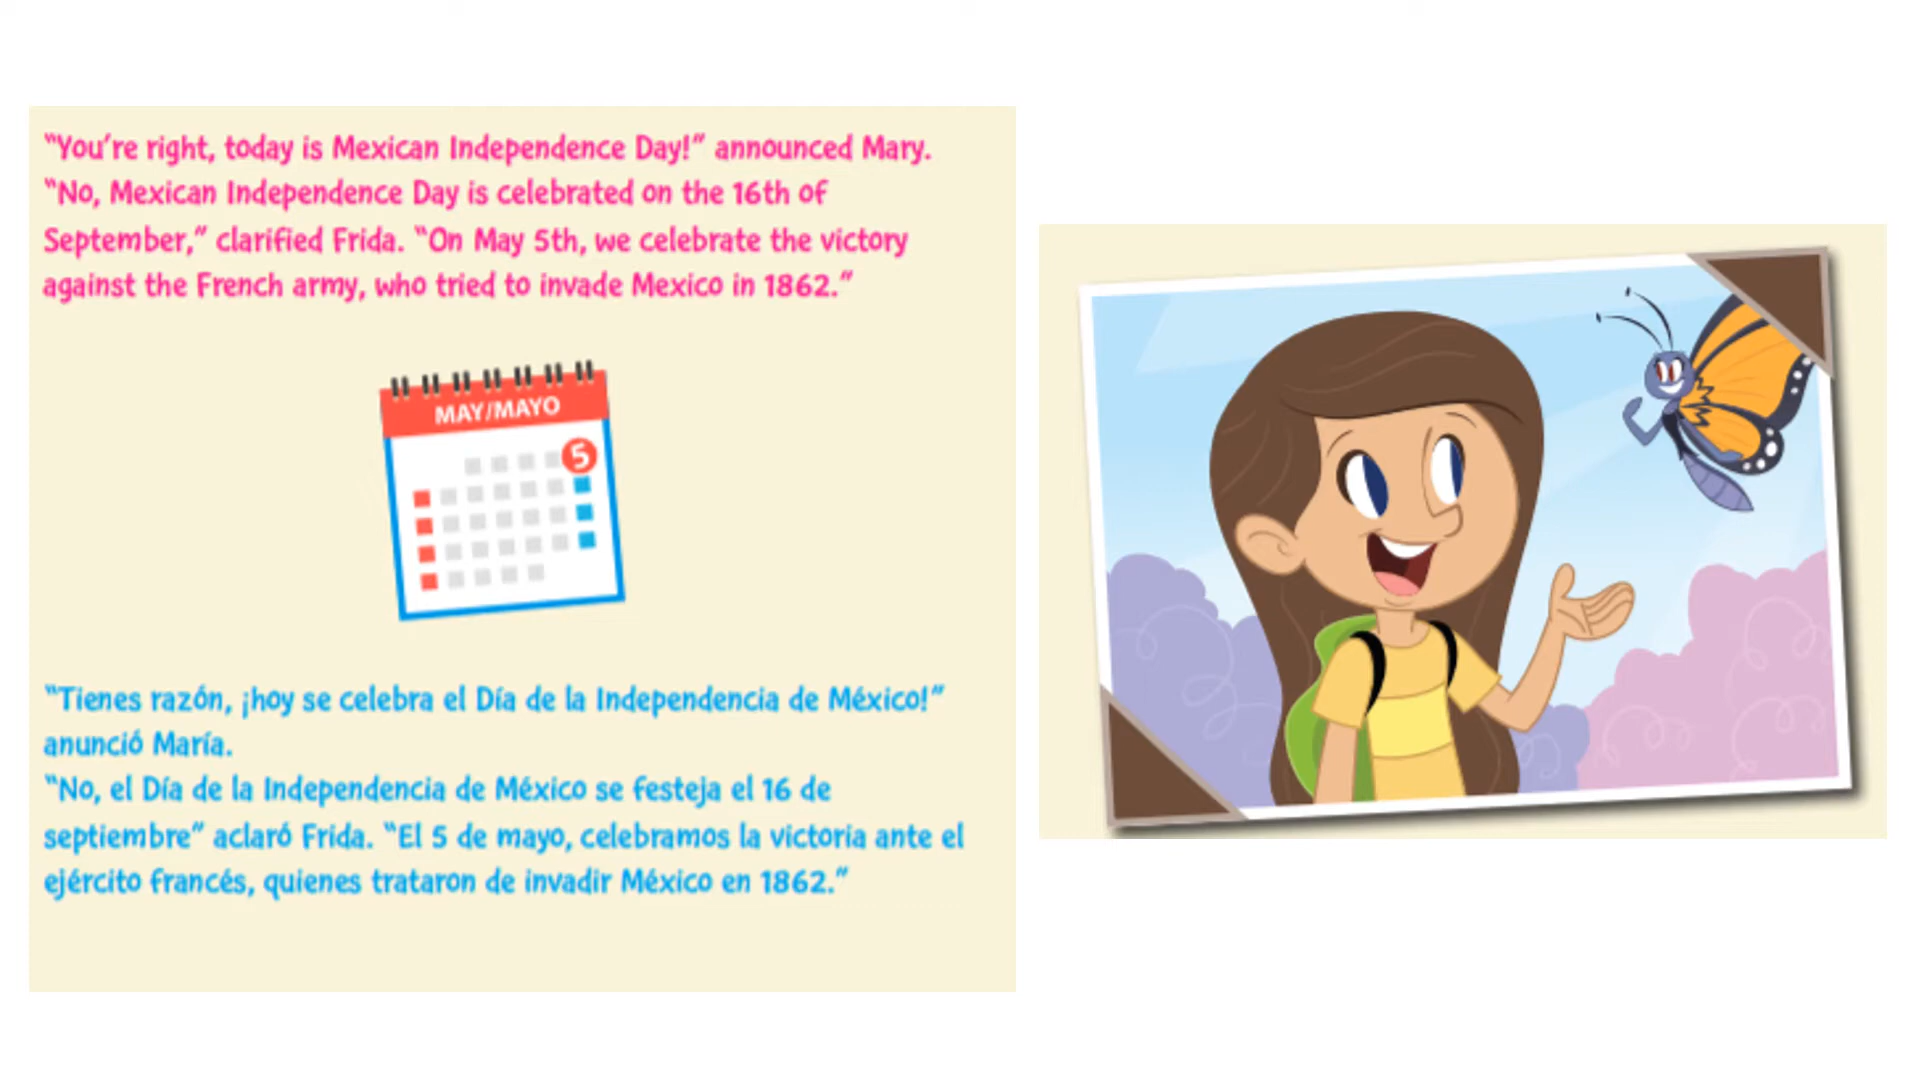 “You’re right, today is Mexican Independence Day!” announced Mary.
“No, Mexican Independence Day is celebrated on the 16th of
September,” clarified Frida. “On May 5th, we celebrate the victory
against the French army, who tried to invade Mexico in 1862.”
MAY/MAYO
5
“Tienes razón, ¡hoy se celebra el Día de la Independencia de México!”
anunció María.
“No, el Día de la Independencia de México se festeja el 16 de
septiembre” aclaró Frida. “El 5 de mayo, celebramos la victoria ante el
ejército francés, quienes trataron de invadir México en 1862.”